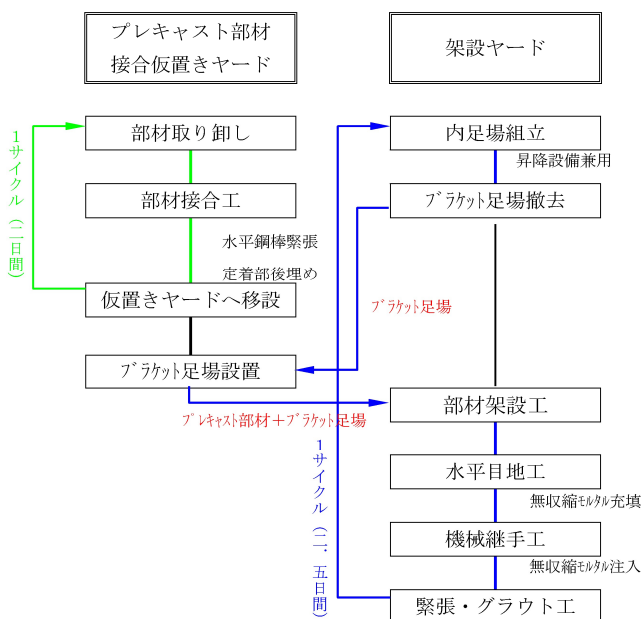 プレキャスト部材
接合仮置きヤード
架設ヤード
部材取り卸し
部材接合工
水平鋼棒緊張
定着部後埋め
仮置きヤードへ移設
ﾌﾞﾗｹｯﾄ足場設置
1サイクル（二日間）
内足場組立
昇降設備兼用
ﾌﾞﾗｹｯﾄ足場撤去
ﾌﾞﾗｹｯﾄ足場
ﾌﾟﾚｷｬｽﾄ部材＋ﾌﾞﾗｹｯﾄ足場
部材架設工
水平目地工
無収縮ﾓﾙﾀﾙ充填
機械継手工
無収縮ﾓﾙﾀﾙ注入
緊張・グラウト工
1サイクル（二．五日間）